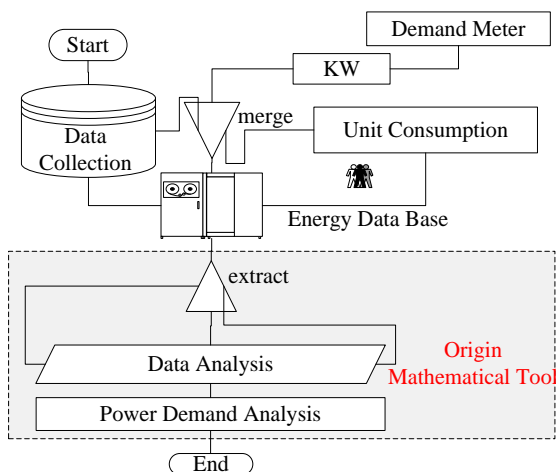 Start
Demand Meter
KW
merge
Data
Collection
Unit Consumption
Energy Data Base
extract
Data Analysis
Origin
Mathematical Tool
Power Demand Analysis
End